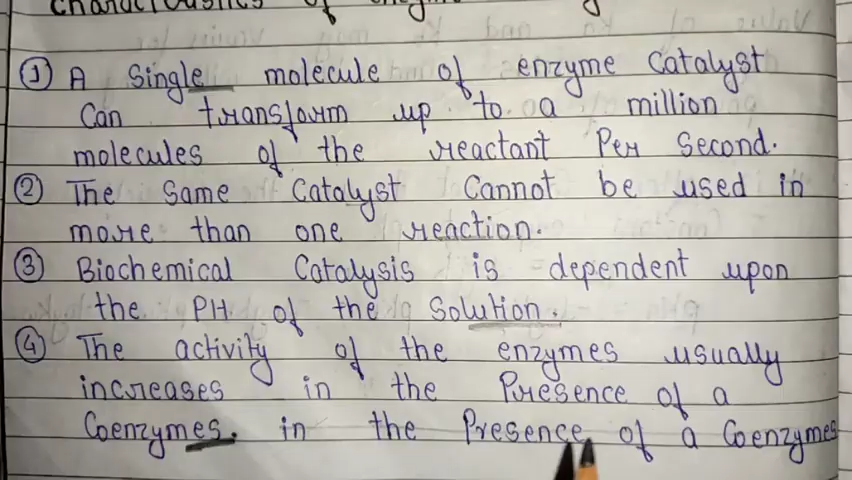 characteristics of enzyme
① A Single molecule of enzyme Catalyst
Can transform up to a million
molecules of the reactant Per Second.
② The Same Catalyst Cannot be used in
more than one reaction.
③ Biochemical Catalysis is dependent upon
the PH of the Solution.
④ The activity of the enzymes usually
increases in the Presence of a
Coenzymes. in the Presence of a Coenzymes